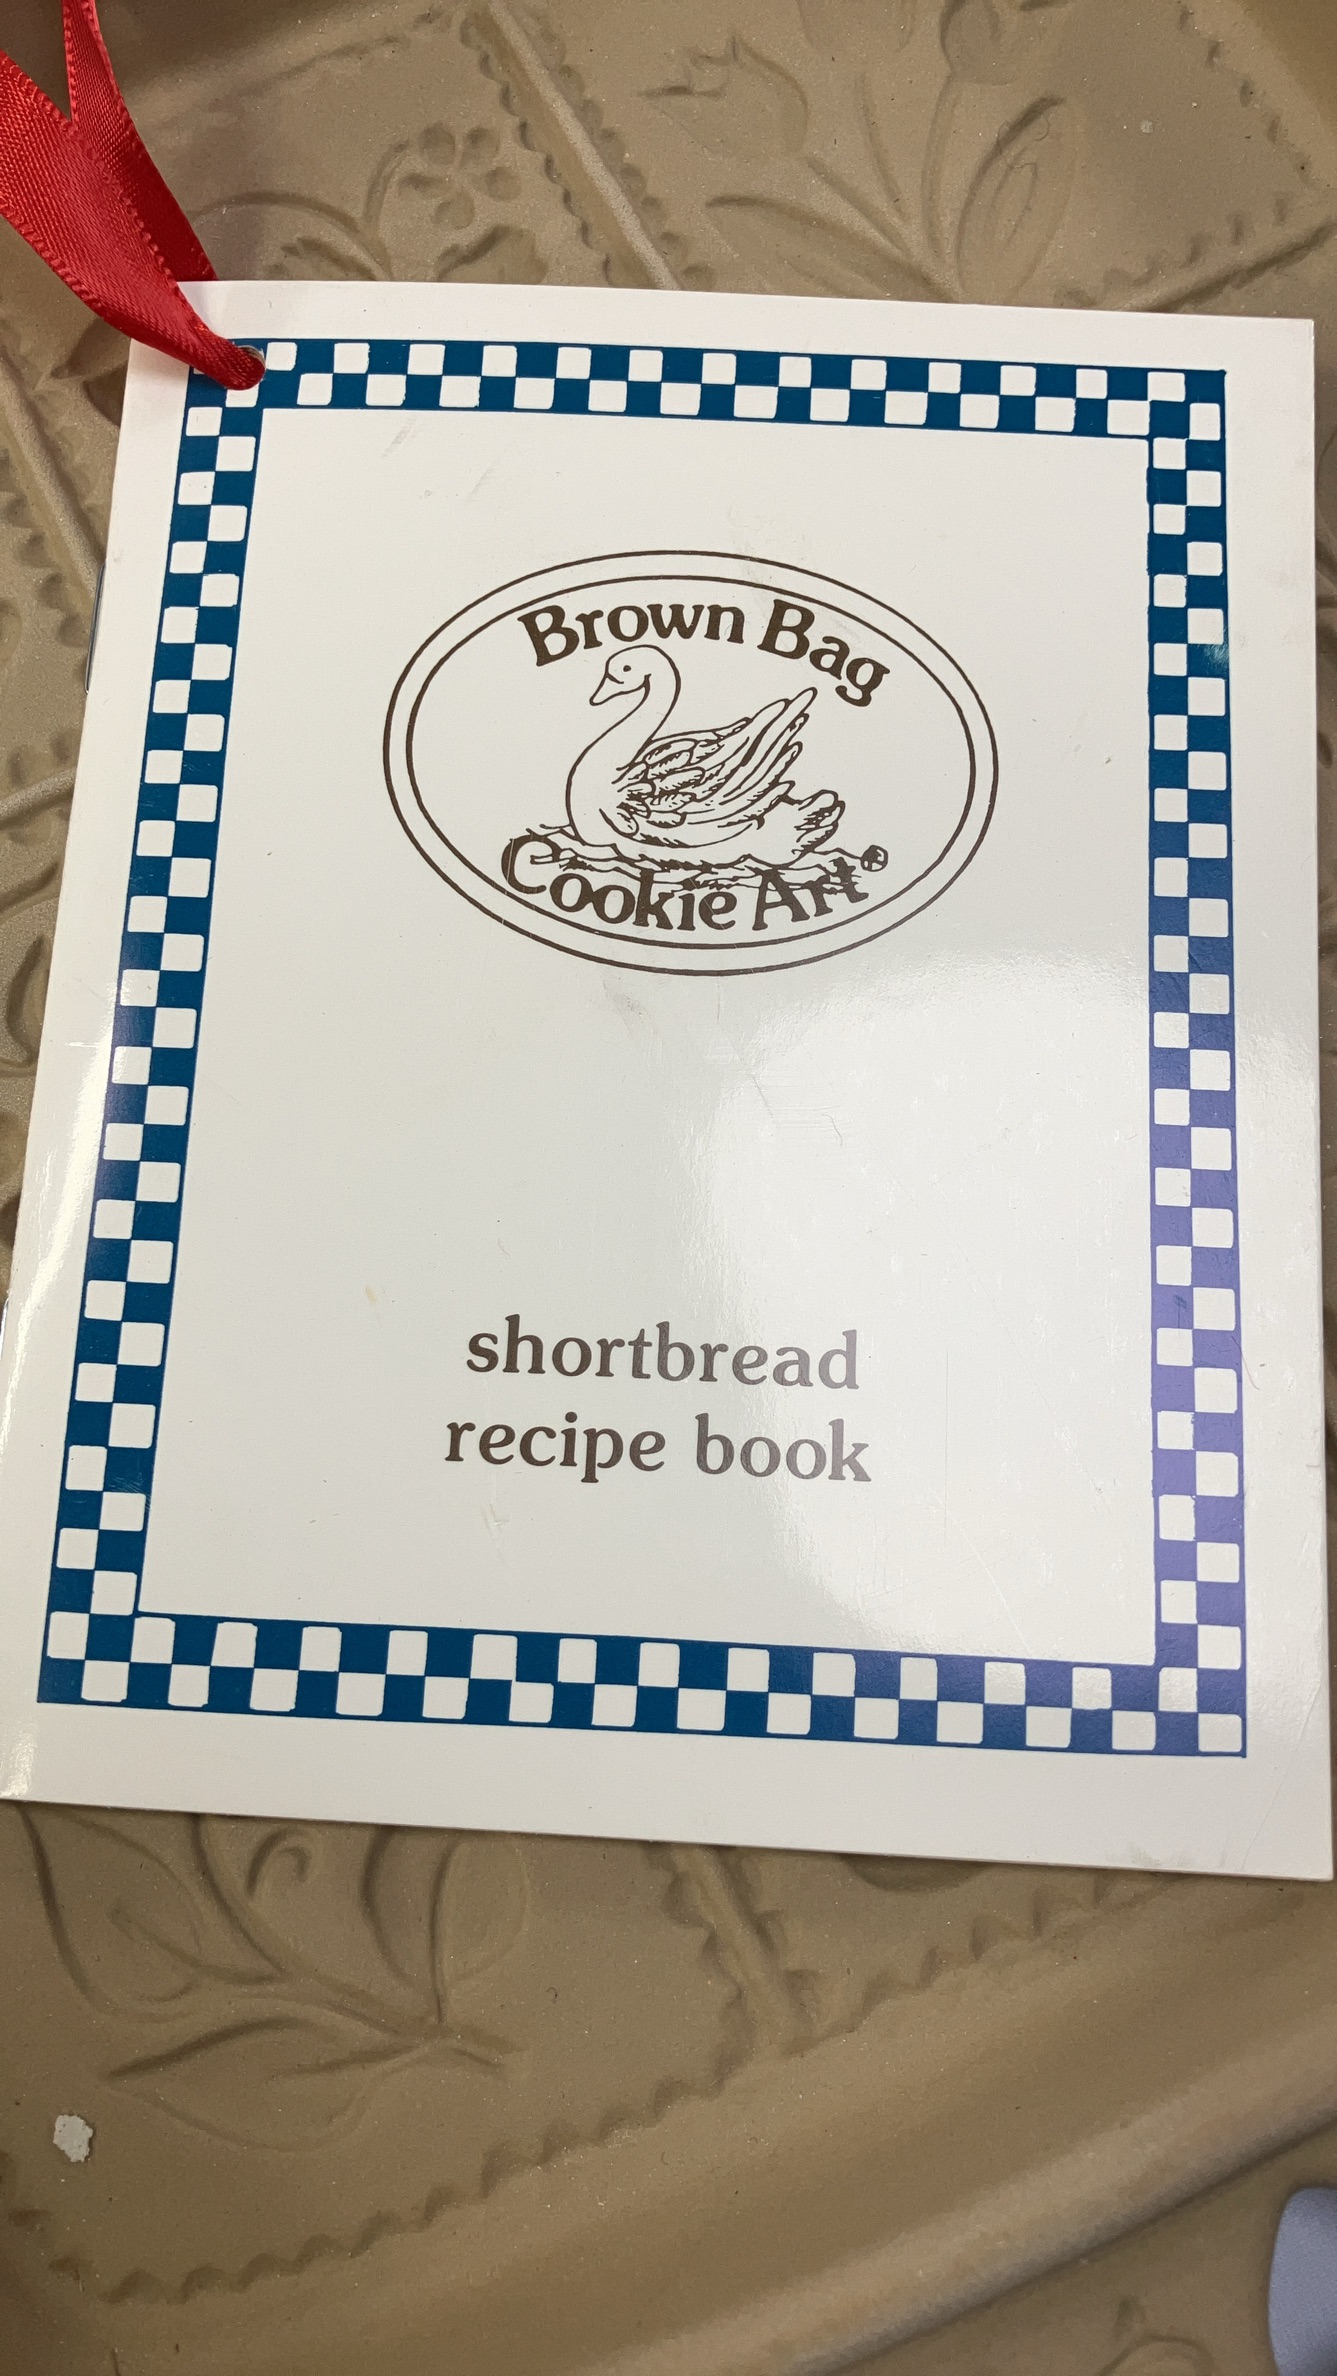 Brown Bag
Cookie Art®
shortbread
recipe book